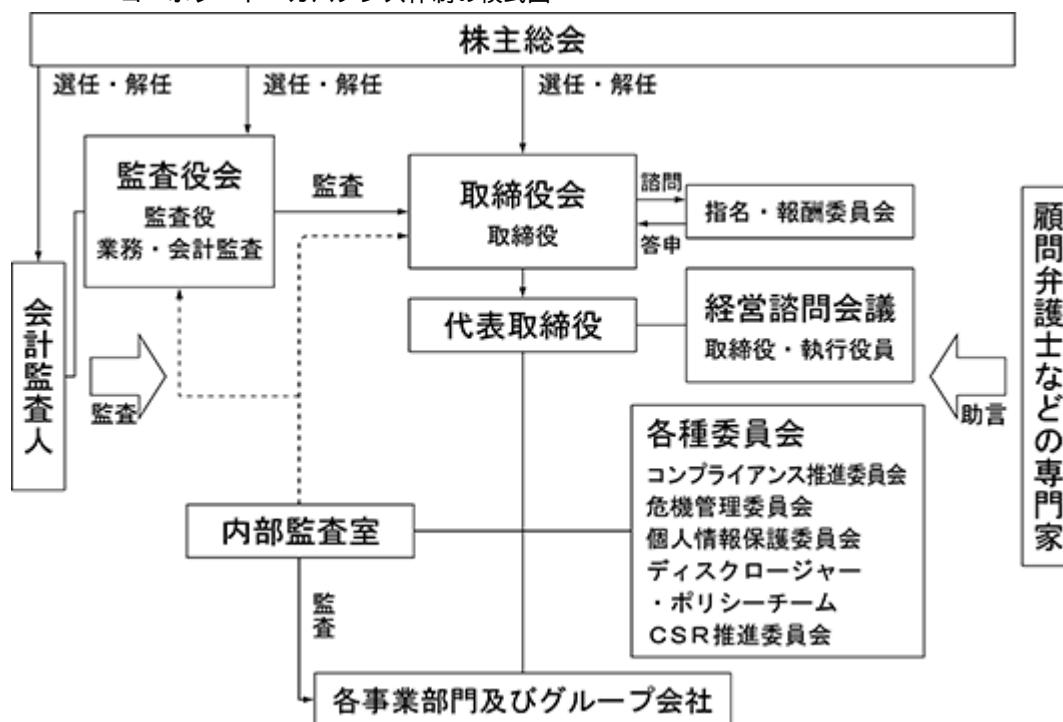 株主総会
選任・解任
選任・解任
選任・解任
監査役会
監査役
業務・会計監査
監査
取締役会
取締役
諮問
答申
指名・報酬委員会
代表取締役
経営諮問会議
取締役・執行役員
会計監査人
監査
顧問弁護士などの専門家
助言
各種委員会
コンプライアンス推進委員会
危機管理委員会
個人情報保護委員会
ディスクロージャー
・ポリシーチーム
CSR推進委員会
内部監査室
監査
各事業部門及びグループ会社